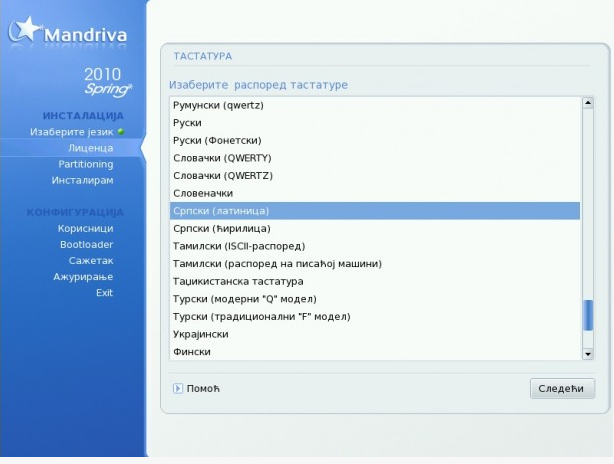 Mandriva
2010
Spring
ИНСТАЛАЦИЈА
Изаберите језик
Лиценца
Partitioning
Инсталирам
КОНФИГУРАЦИЈА
Корисници
Bootloader
Сажетак
Ажурирање
Exit
ТАСТАТУРА
Изаберите распоред тастатуре
Румунски (qwertz)
Руски
Руски (Фонетски)
Словачки (QWERTY)
Словачки (QWERTZ)
Словеначки
Српски (латиница)
Српски (ћирилица)
Тамилски (ISCII-распоред)
Тамилски (распоред на писаћој машини)
Таџикистанска тастатура
Турски (модерни "Q" модел)
Турски (традиционални "F" модел)
Украјински
Фински
Помоћ
Следећи